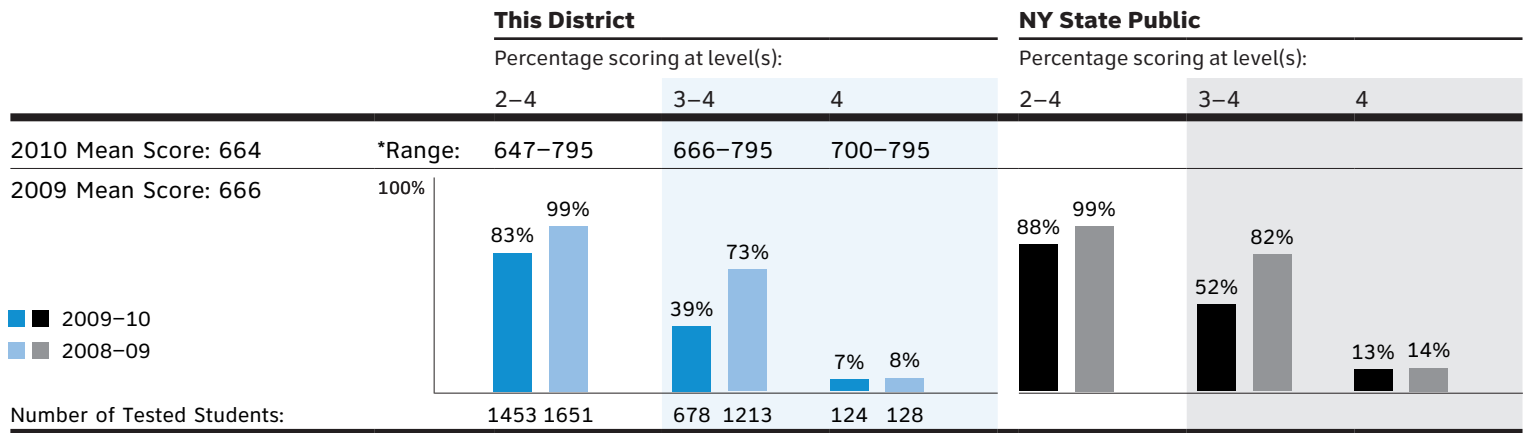 This District NY State Public
Percentage scoring at level(s): Percentage scoring at level(s):
2–4 3–4 4 2–4 3–4 4
2010 Mean Score: 664 *Range: 647–795 666–795 700–795
2009 Mean Score: 666 100%
83% 99% 39% 73% 7% 8% 88% 99% 52% 82% 13% 14%
2009–10
2008–09
Number of Tested Students: 1453 1651 678 1213 124 128